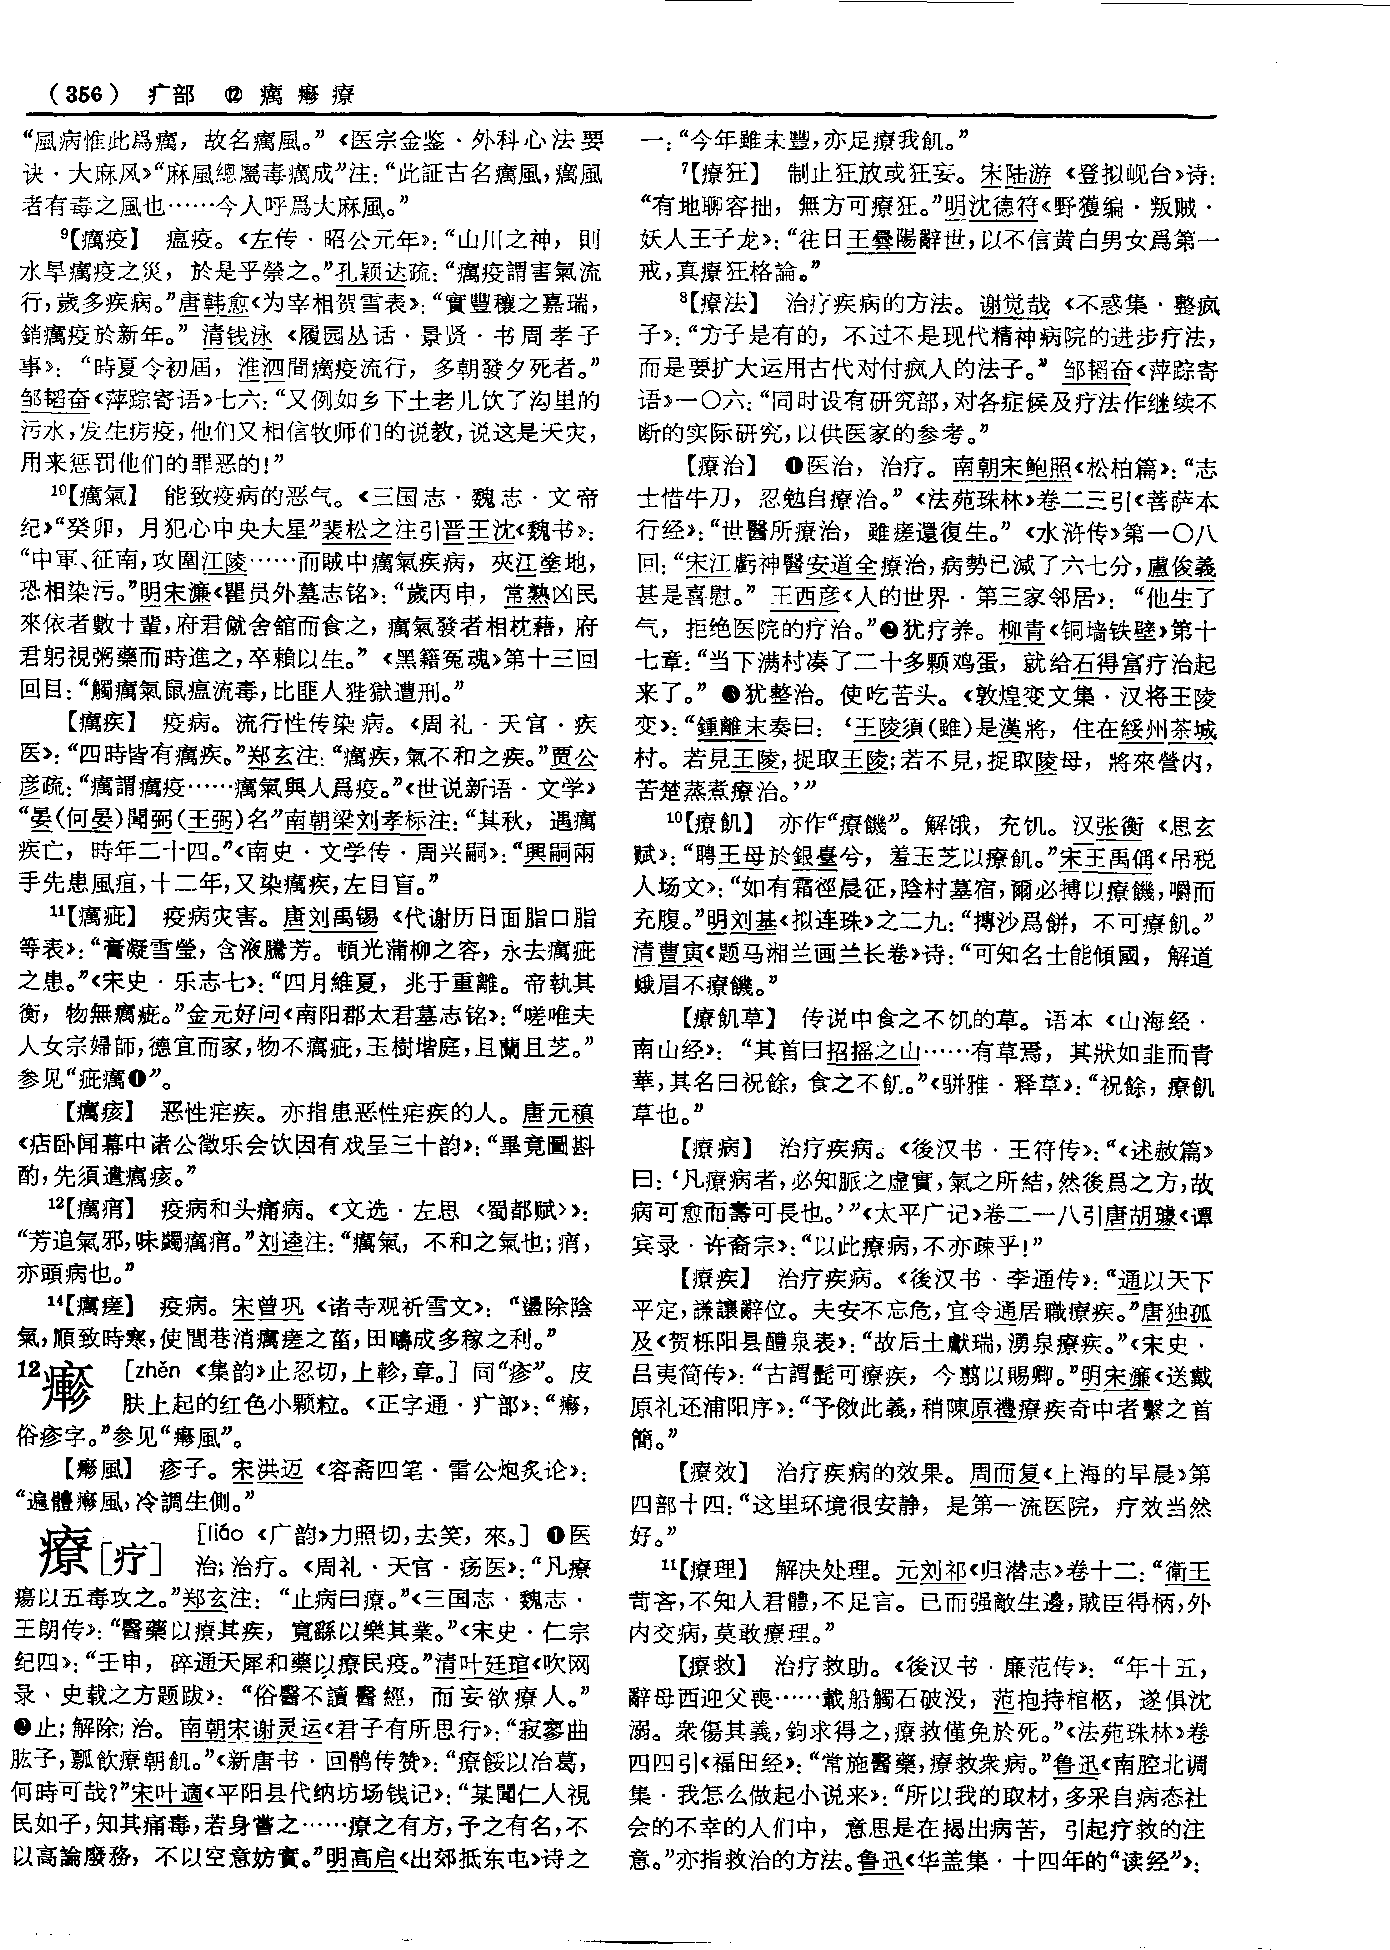 （356） 疒部 ⑫ 癘 㾺 療
“風病惟此爲癘，故名癘風。”《医宗金鉴·外科心法要
诀·大麻风》“麻風總屬毒癘成”注：“此証古名癘風，癘風
者有毒之風也……今人呼爲大麻風。”
⁹【癘疫】 瘟疫。《左传·昭公元年》：“山川之神，則
水旱癘疫之災，於是乎禜之。”孔颖达疏：“癘疫謂害氣流
行，歲多疾病。”唐韩愈《为宰相贺雪表》：“實豐穰之嘉瑞，
銷癘疫於新年。” 清钱泳《履园丛话·景贤·书周孝子
事》：“時夏令初屆，淮泗間癘疫流行，多朝發夕死者。”
邹韬奋《萍踪寄语》七六：“又例如乡下土老儿饮了沟里的
污水，发生疠疫，他们又相信牧师们的说教，说这是天灾，
用来惩罚他们的罪恶的！”
¹⁰【癘氣】 能致疫病的恶气。《三国志·魏志·文帝
纪》“癸卯，月犯心中央大星”裴松之注引晋王沈《魏书》：
“中軍、征南，攻圍江陵……而賊中癘氣疾病，夾江塗地，
恐相染污。”明宋濂《瞿员外墓志铭》：“歲丙申，常熟凶民
來依者數十輩，府君僦舍舘而食之，癘氣發者相枕藉，府
君躬視粥藥而時進之，卒賴以生。”《黑籍冤魂》第十三回
回目：“觸癘氣鼠瘟流毒，比匪人狴獄遭刑。”
【癘疾】 疫病。流行性传染病。《周礼·天官·疾
医》：“四時皆有癘疾。”郑玄注：“癘疾，氣不和之疾。”贾公
彦疏：“癘謂癘疫……癘氣與人爲疫。”《世说新语·文学》
“晏(何晏)聞弼(王弼)名”南朝梁刘孝标注：“其秋，遇癘
疾亡，時年二十四。”《南史·文学传·周兴嗣》：“興嗣兩
手先患風疽，十二年，又染癘疾，左目盲。”
¹¹【癘疵】 疫病灾害。唐刘禹锡《代谢历日面脂口脂
等表》：“膏凝雪瑩，含液騰芳。頓光蒲柳之容，永去癘疵
之患。”《宋史·乐志七》：“四月維夏，兆于重離。帝執其
衡，物無癘疵。”金元好问《南阳郡太君墓志铭》：“嗟唯夫
人女宗婦師，德宜而家，物不癘疵，玉樹堦庭，且蘭且芝。”
参见“疵癘❶”。
【癘痎】 恶性疟疾。亦指患恶性疟疾的人。唐元稹
《痁卧闻幕中诸公徵乐会饮因有戏呈三十韵》：“畢竟圖斟
酌，先須遣癘痎。”
¹²【癘痟】 疫病和头痛病。《文选·左思〈蜀都赋〉》：
“芳追氣邪，味蠲癘痟。”刘逵注：“癘氣，不和之氣也；痟，
亦頭病也。”
¹⁴【癘瘥】 疫病。宋曾巩《诸寺观祈雪文》：“盪除陰
氣，順致時寒，使閭巷消癘瘥之菑，田疇成多稼之利。”
12㾺 [zhěn《集韵》止忍切，上軫，章。] 同“疹”。皮
肤上起的红色小颗粒。《正字通·疒部》：“㾺，
俗疹字。”参见“㾺風”。
【㾺風】 疹子。宋洪迈《容斋四笔·雷公炮炙论》：
“遍體㾺風，冷調生側。”
療[疗] [liáo《广韵》力照切，去笑，來。] ❶医
治；治疗。《周礼·天官·疡医》：“凡療
瘍以五毒攻之。”郑玄注：“止病曰療。”《三国志·魏志·
王朗传》：“醫藥以療其疾，寬繇以樂其業。”《宋史·仁宗
纪四》：“壬申，碎通天犀和藥以療民疫。”清叶廷琯《吹网
录·史载之方题跋》：“俗醫不讀醫經，而妄欲療人。”
❷止；解除；治。南朝宋谢灵运《君子有所思行》：“寂寥曲
肱子，瓢飲療朝飢。”《新唐书·回鹘传赞》：“療餒以冶葛，
何時可哉？”宋叶適《平阳县代纳坊场钱记》：“某聞仁人視
民如子，知其痛毒，若身嘗之……療之有方，予之有名，不
以高論廢務，不以空意妨實。”明高启《出郊抵东屯》诗之
一：“今年雖未豐，亦足療我飢。”
⁷【療狂】 制止狂放或狂妄。宋陆游《登拟岘台》诗：
“有地聊容拙，無方可療狂。”明沈德符《野獲编·叛贼·
妖人王子龙》：“往日王曇陽辭世，以不信黄白男女爲第一
戒，真療狂格論。”
⁸【療法】 治疗疾病的方法。谢觉哉《不惑集·整疯
子》：“方子是有的，不过不是现代精神病院的进步疗法，
而是要扩大运用古代对付疯人的法子。”邹韬奋《萍踪寄
语》一〇六：“同时设有研究部，对各症候及疗法作继续不
断的实际研究，以供医家的参考。”
【療治】 ❶医治，治疗。南朝宋鲍照《松柏篇》：“志
士惜牛刀，忍勉自療治。”《法苑珠林》卷二三引《菩萨本
行经》：“世醫所療治，雖瘥還復生。”《水浒传》第一〇八
回：“宋江虧神醫安道全療治，病勢已減了六七分，盧俊義
甚是喜慰。”王西彦《人的世界·第三家邻居》：“他生了
气，拒绝医院的疗治。”❷犹疗养。柳青《铜墙铁壁》第十
七章：“当下满村凑了二十多颗鸡蛋，就给石得富疗治起
来了。”❸犹整治。使吃苦头。《敦煌变文集·汉将王陵
变》：“鍾離末奏曰：‘王陵須(雖)是漢將，住在綏州茶城
村。若見王陵，捉取王陵；若不見，捉取陵母，將來營内，
苦楚蒸煮療治。’”
¹⁰【療飢】 亦作“療饑”。解饿，充饥。汉张衡《思玄
赋》：“聘王母於銀臺兮，羞玉芝以療飢。”宋王禹偁《吊税
人场文》：“如有霜徑晨征，陰村墓宿，爾必搏以療饑，嚼而
充腹。”明刘基《拟连珠》之二九：“摶沙爲餅，不可療飢。”
清曹寅《题马湘兰画兰长卷》诗：“可知名士能傾國，解道
蛾眉不療饑。”
【療飢草】 传说中食之不饥的草。语本《山海经·
南山经》：“其首曰招摇之山……有草焉，其狀如韭而青
華，其名曰祝餘，食之不飢。”《骈雅·释草》：“祝餘，療飢
草也。”
【療病】 治疗疾病。《後汉书·王符传》：“《述赦篇》
曰：‘凡療病者，必知脈之虚實，氣之所結，然後爲之方，故
病可愈而壽可長也。’”《太平广记》卷二一八引唐胡璩《谭
宾录·许裔宗》：“以此療病，不亦疎乎！”
【療疾】 治疗疾病。《後汉书·李通传》：“通以天下
平定，謙讓辭位。夫安不忘危，宜令通居職療疾。”唐独孤
及《贺栎阳县醴泉表》：“故后土獻瑞，湧泉療疾。”《宋史·
吕夷简传》：“古謂髭可療疾，今翦以賜卿。”明宋濂《送戴
原礼还浦阳序》：“予斂此義，稍陳原禮療疾奇中者繫之首
簡。”
【療效】 治疗疾病的效果。周而复《上海的早晨》第
四部十四：“这里环境很安静，是第一流医院，疗效当然
好。”
¹¹【療理】 解决处理。元刘祁《归潜志》卷十二：“衛王
苛吝，不知人君體，不足言。已而强敵生邊，賊臣得柄，外
内交病，莫敢療理。”
【療救】 治疗救助。《後汉书·廉范传》：“年十五，
辭母西迎父喪……載船觸石破没，范抱持棺柩，遂俱沈
溺。衆傷其義，鉤求得之，療救僅免於死。”《法苑珠林》卷
四四引《福田经》：“常施醫藥，療救衆病。”鲁迅《南腔北调
集·我怎么做起小说来》：“所以我的取材，多采自病态社
会的不幸的人们中，意思是在揭出病苦，引起疗救的注
意。”亦指救治的方法。鲁迅《华盖集·十四年的“读经”》：